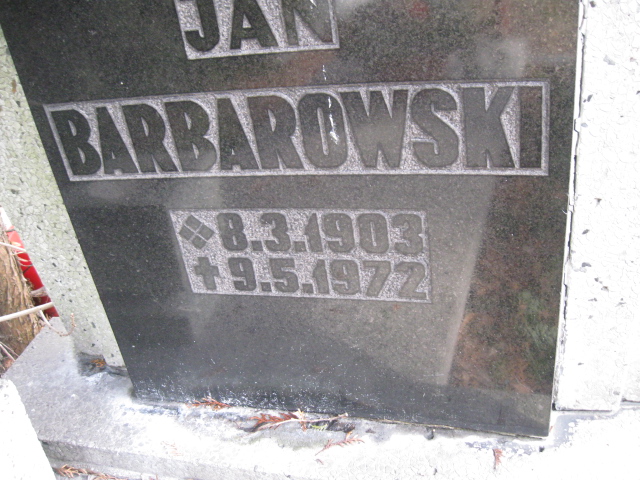 JAN
BARBAROWSKI
8.3.1903
✝ 9.5.1972